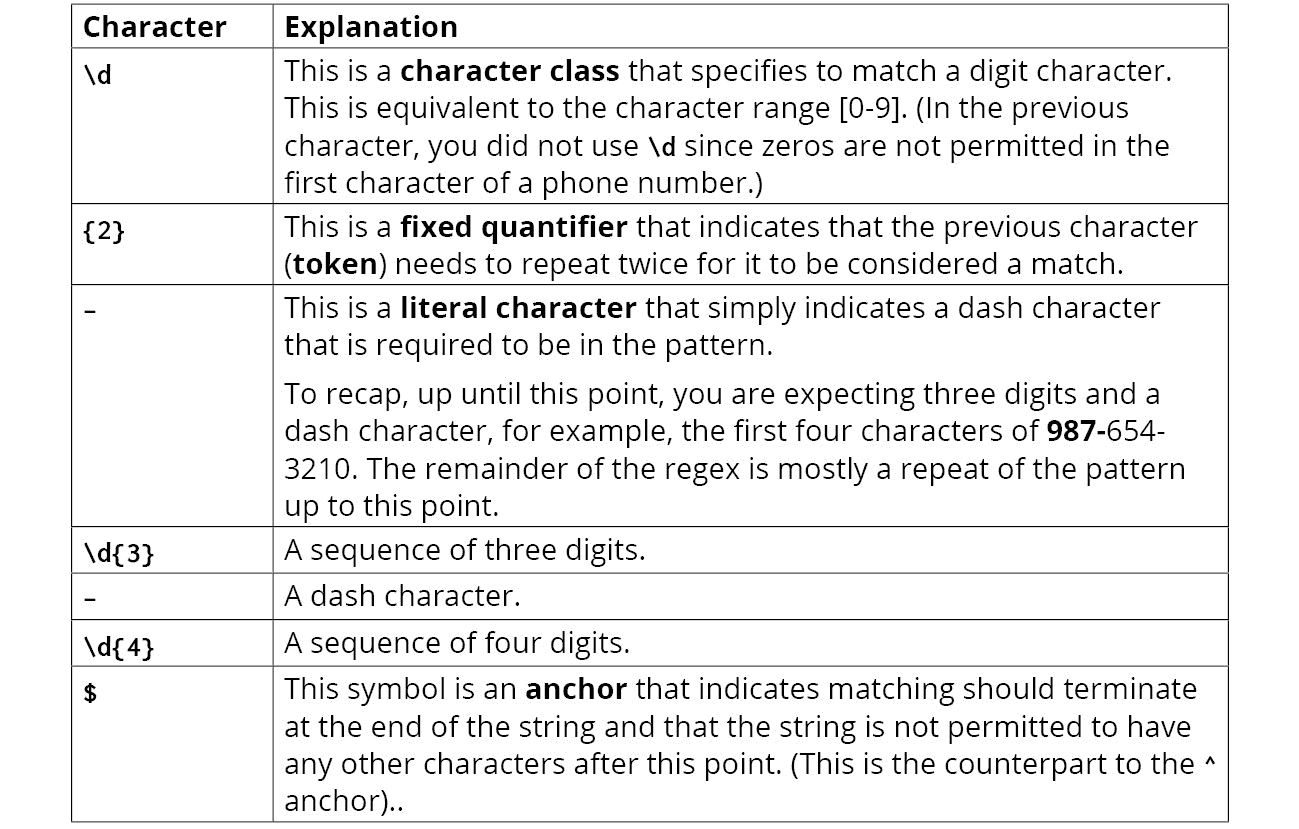 Character Explanation
\d This is a character class that specifies to match a digit character.
This is equivalent to the character range [0-9]. (In the previous
character, you did not use \d since zeros are not permitted in the
first character of a phone number.)
{2} This is a fixed quantifier that indicates that the previous character
(token) needs to repeat twice for it to be considered a match.
– This is a literal character that simply indicates a dash character
that is required to be in the pattern.
To recap, up until this point, you are expecting three digits and a
dash character, for example, the first four characters of 987-654-
3210. The remainder of the regex is mostly a repeat of the pattern
up to this point.
\d{3} A sequence of three digits.
– A dash character.
\d{4} A sequence of four digits.
$ This symbol is an anchor that indicates matching should terminate
at the end of the string and that the string is not permitted to have
any other characters after this point. (This is the counterpart to the ^
anchor)..